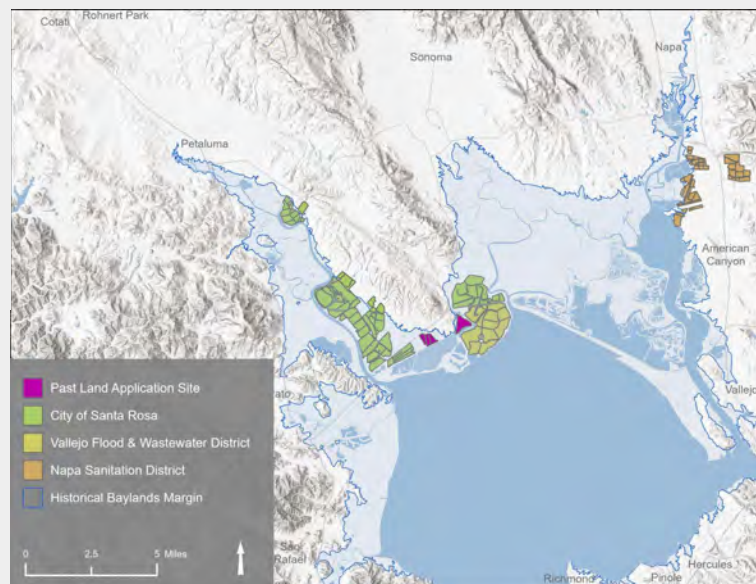 Rohnert Park
Cotati
Napa
Sonoma
Petaluma
American
Canyon
Vallejo
Past Land Application Site
City of Santa Rosa
Vallejo Flood & Wastewater District
Napa Sanitation District
Historical Baylands Margin
0 2.5 5 Miles
Rafael
Richmond
Pinole
Hercules